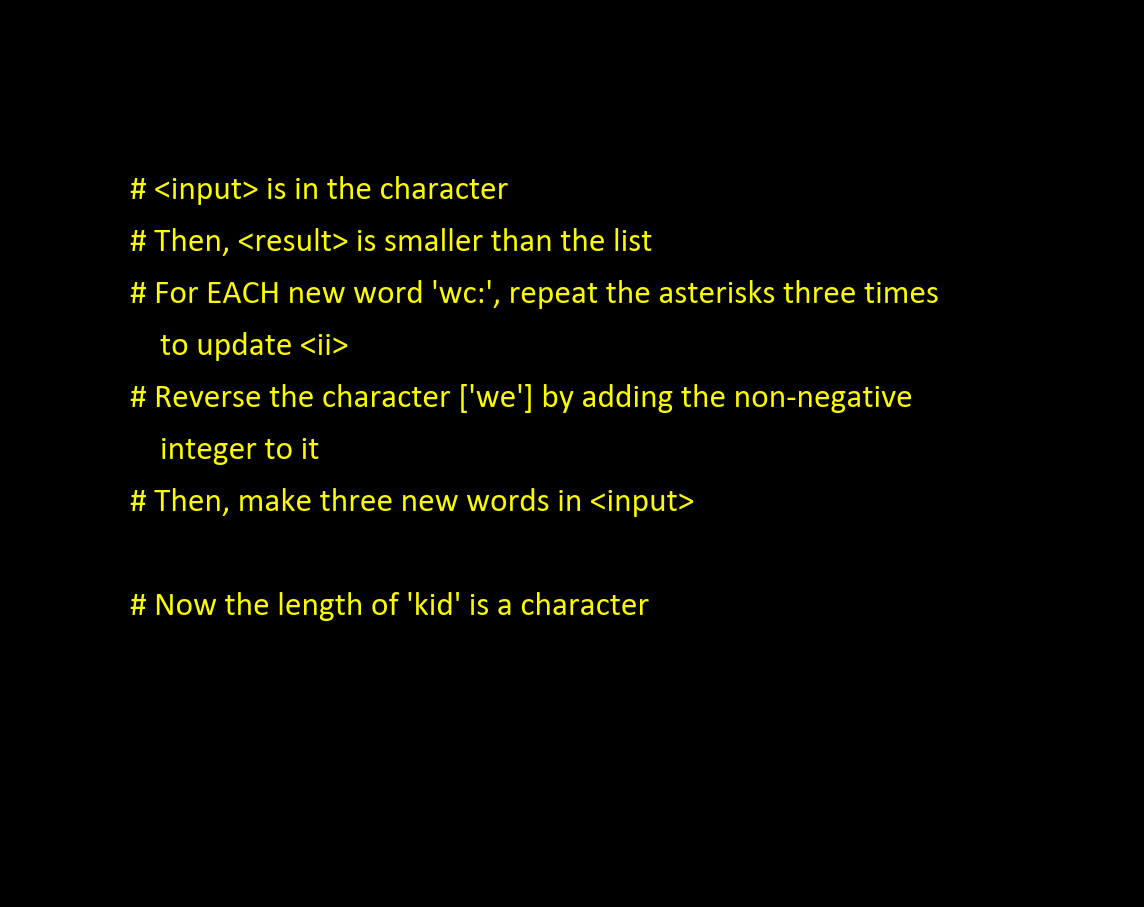 # <input> is in the character
# Then, <result> is smaller than the list
# For EACH new word 'wc:', repeat the asterisks three times
to update <ii>
# Reverse the character ['we'] by adding the non-negative
integer to it
# Then, make three new words in <input>
# Now the length of 'kid' is a character